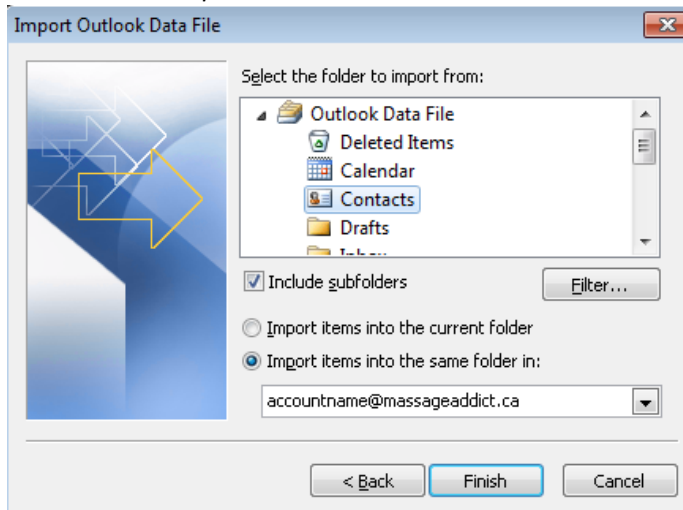 Import Outlook Data File
Select the folder to import from:
Outlook Data File
Deleted Items
Calendar
Contacts
Drafts
Include subfolders
Filter...
Import items into the current folder
Import items into the same folder in:
accountname@massageaddict.ca
< Back
Finish
Cancel